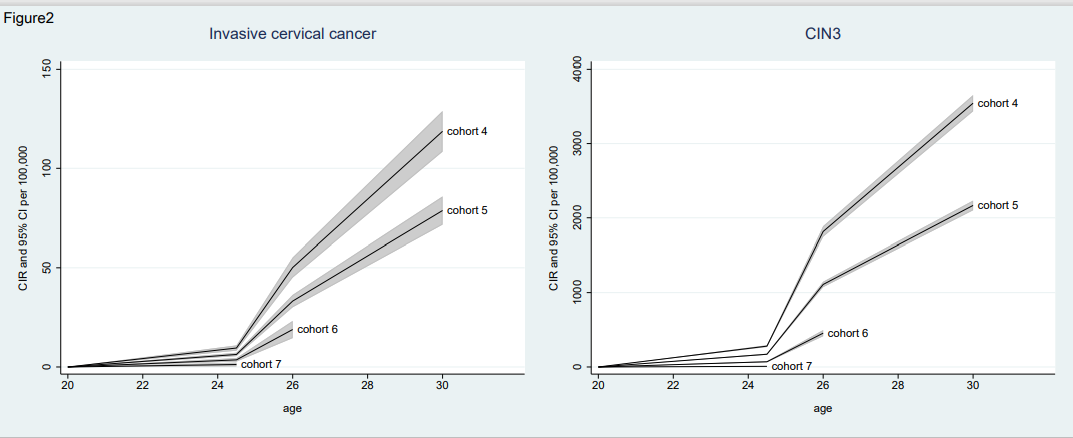 Figure2
Invasive cervical cancer
CIR and 95% CI per 100,000
150
100
50
0
cohort 4
cohort 5
cohort 6
cohort 7
20 22 24 26 28 30
age
CIN3
CIR and 95% CI per 100,000
4000
3000
2000
1000
0
cohort 4
cohort 5
cohort 6
cohort 7
20 22 24 26 28 30
age